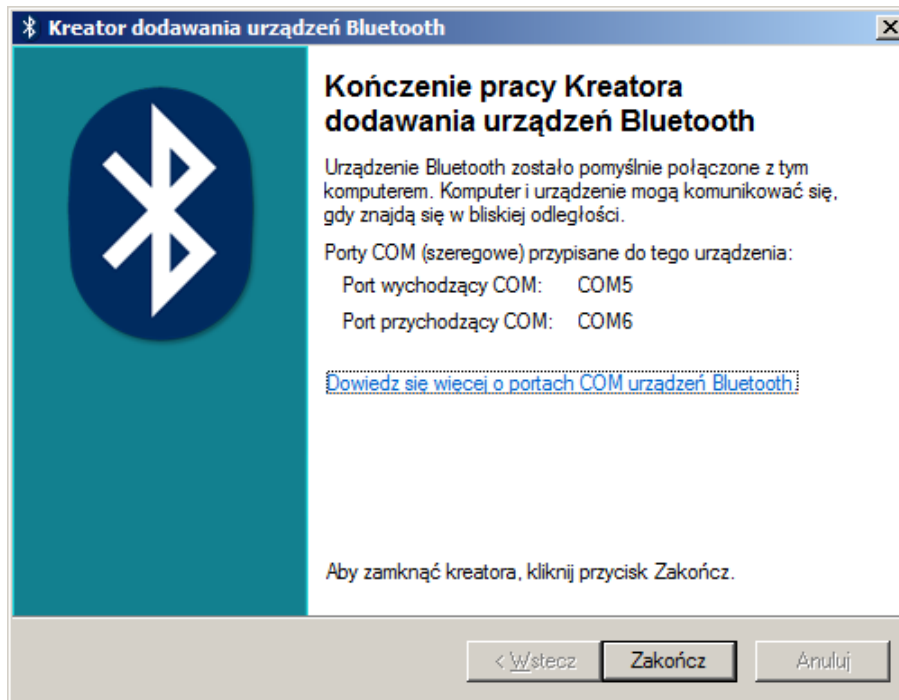 Kreator dodawania urządzeń Bluetooth
Kończenie pracy Kreatora
dodawania urządzeń Bluetooth
Urządzenie Bluetooth zostało pomyślnie połączone z tym
komputerem. Komputer i urządzenie mogą komunikować się,
gdy znajdą się w bliskiej odległości.
Porty COM (szeregowe) przypisane do tego urządzenia:
Port wychodzący COM: COM5
Port przychodzący COM: COM6
Dowiedz się więcej o portach COM urządzeń Bluetooth
Aby zamknąć kreatora, kliknij przycisk Zakończ.
< Wstecz Zakończ Anuluj